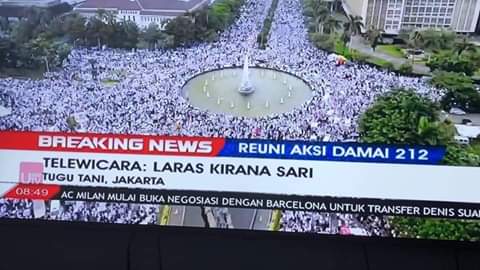 BREAKING NEWS REUNI AKSI DAMAI 212
TELEWICARA: LARAS KIRANA SARI
TUGU TANI, JAKARTA
08:49 AC MILAN MULAI BUKA NEGOSIASI DENGAN BARCELONA UNTUK TRANSFER DENIS SUA